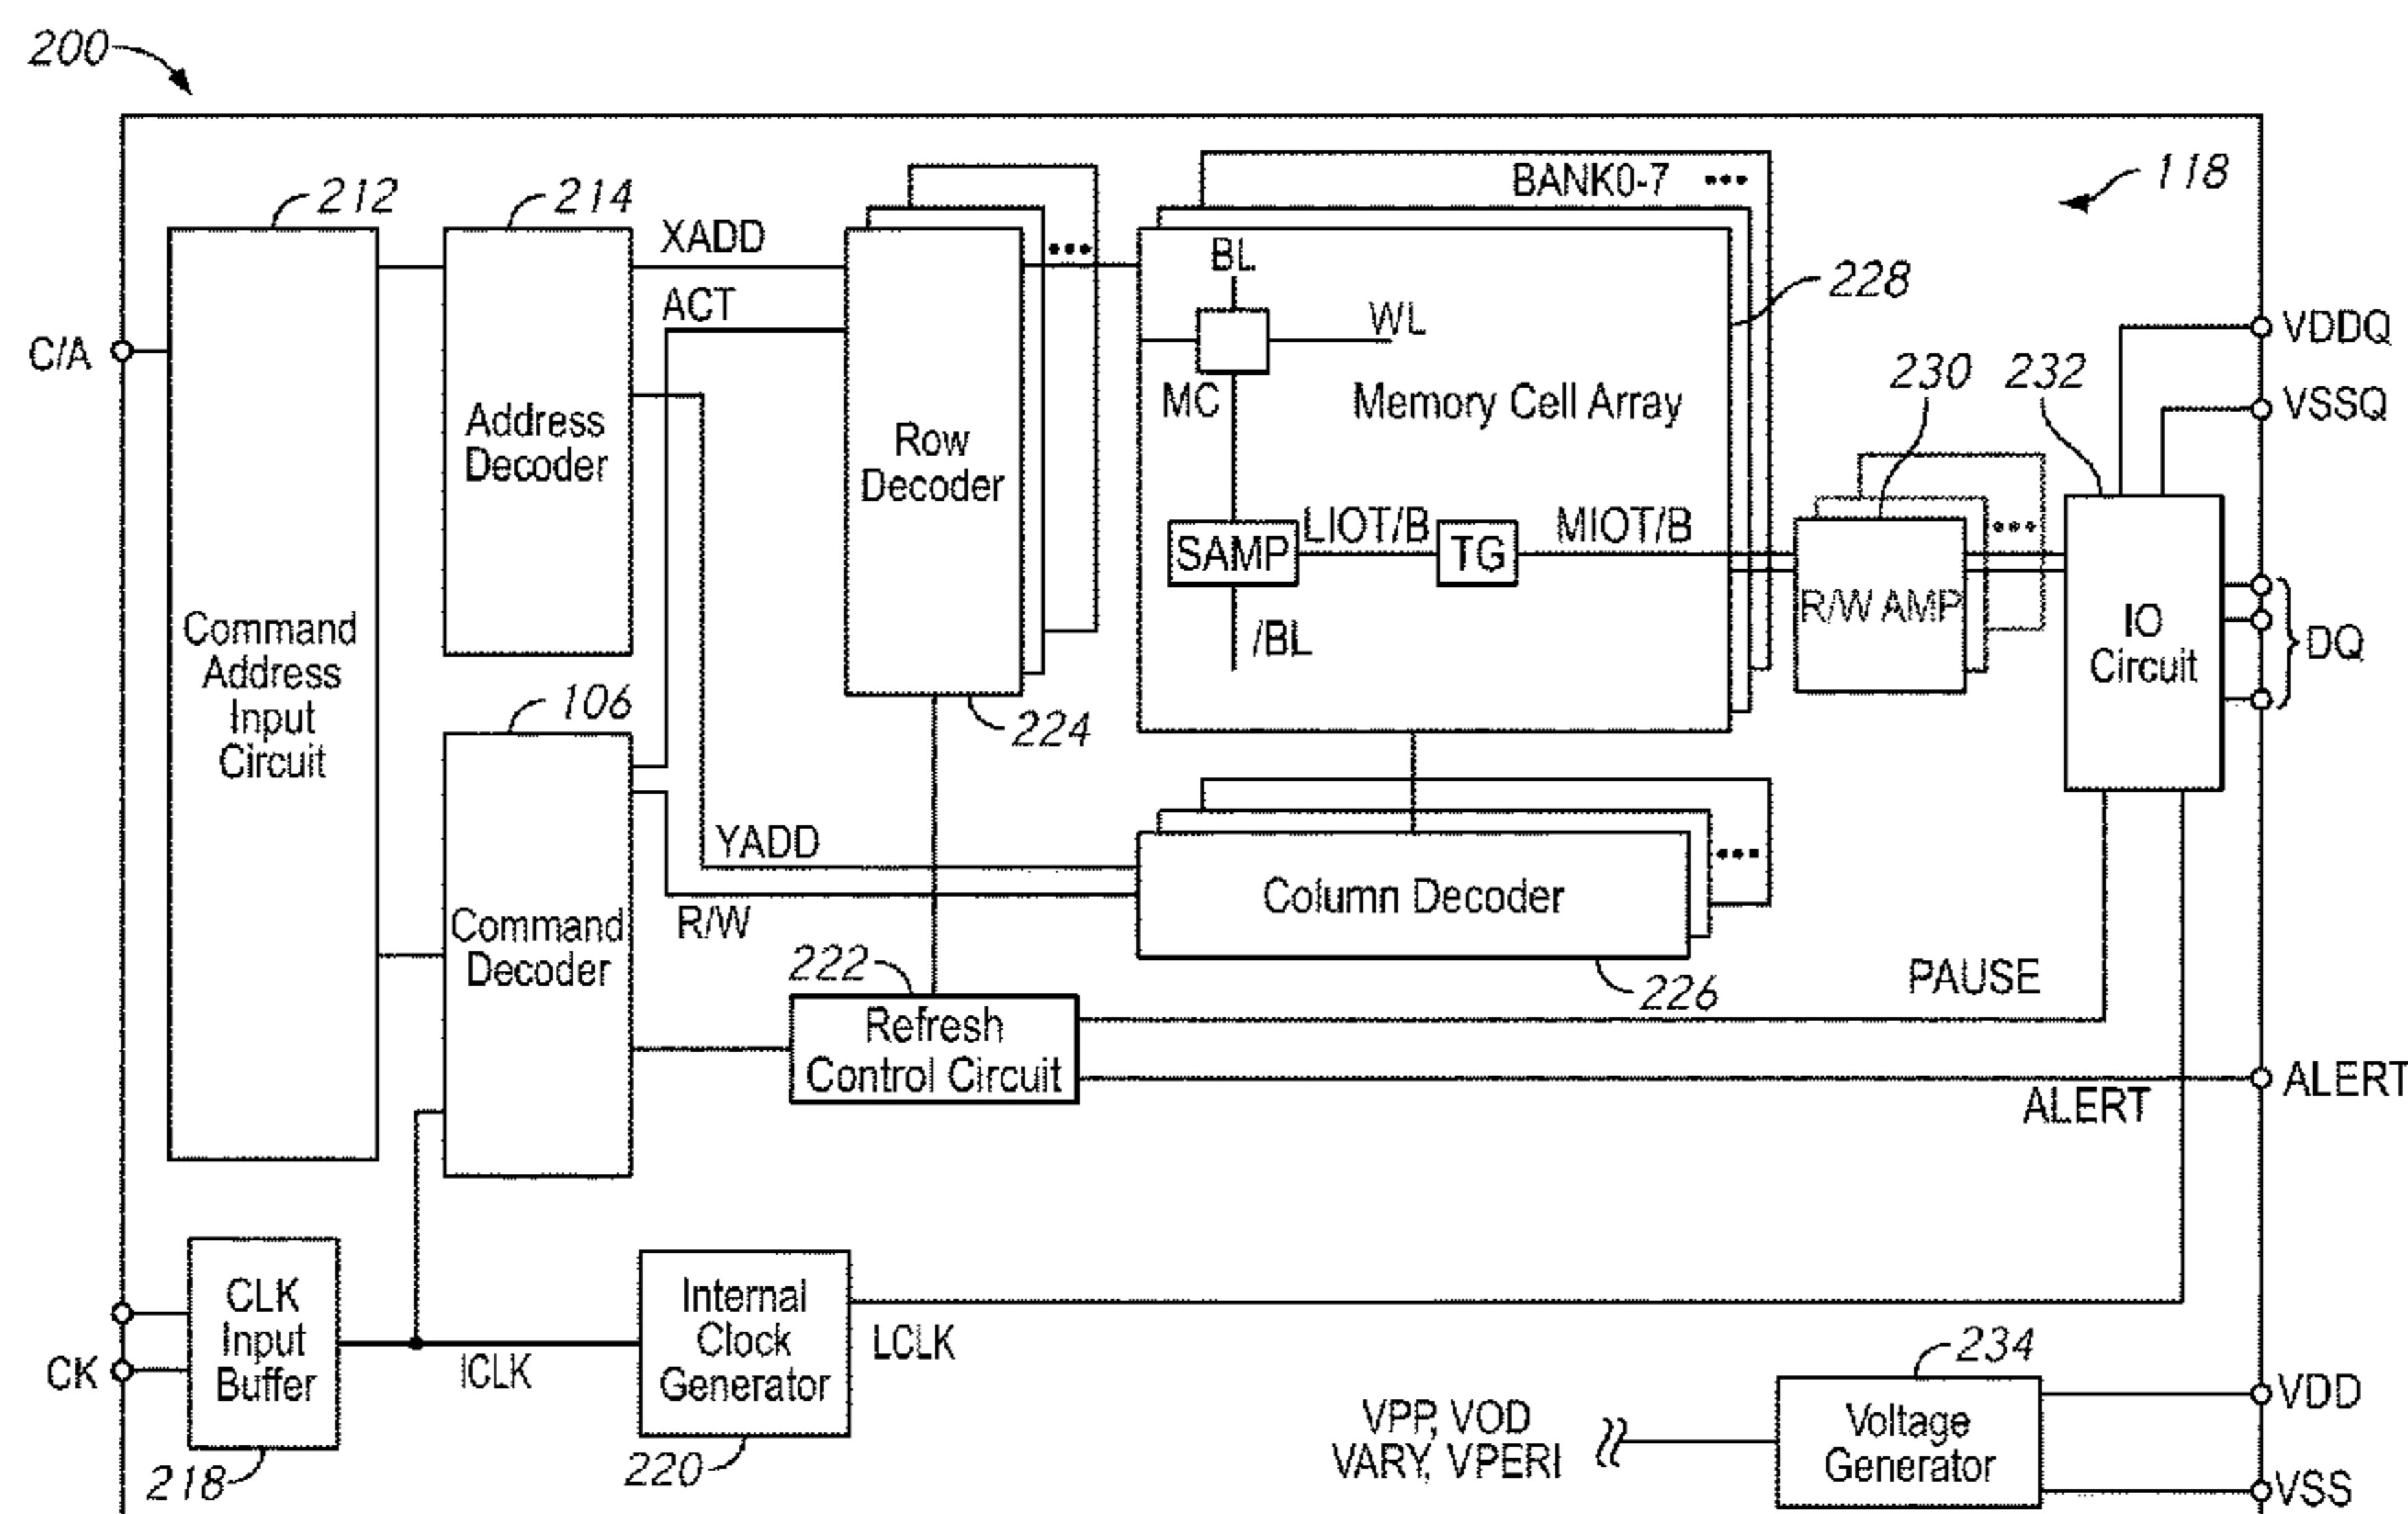 200
118
212
214
XADD
ACT
BANK0-7 •••
•••
BL
WL
MC
Memory Cell Array
228
VDDQ
VSSQ
C/A
Address
Decoder
Row
Decoder
230
232
SAMP
LIOT/B
TG
MIOT/B
/BL
•••
R/W AMP
IO
Circuit
DQ
Command
Address
Input
Circuit
106
224
Command
Decoder
YADD
R/W
Column Decoder
•••
226
222
Refresh
Control Circuit
PAUSE
ALERT
ALERT
CLK
Input
Buffer
CK
218
ICLK
Internal
Clock
Generator
220
LCLK
VPP, VOD
VARY, VPERI
234
Voltage
Generator
VDD
VSS